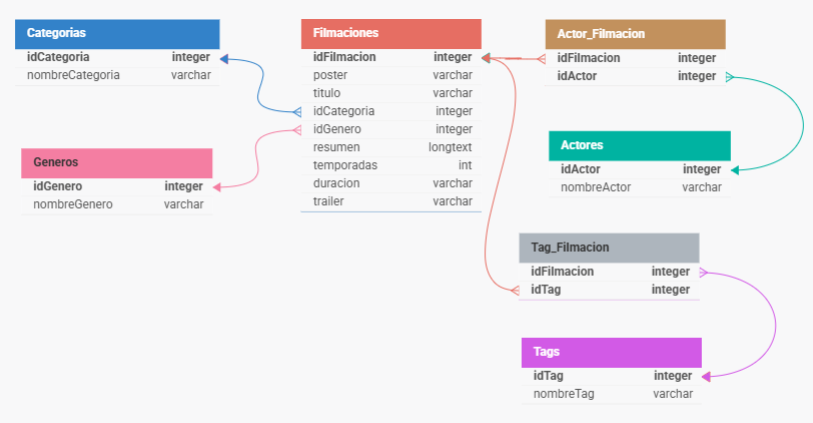 Categorias
idCategoria integer
nombreCategoria varchar
Generos
idGenero integer
nombreGenero varchar
Filmaciones
idFilmacion integer
poster varchar
titulo varchar
idCategoria integer
idGenero integer
resumen longtext
temporadas int
duracion varchar
trailer varchar
Actor_Filmacion
idFilmacion integer
idActor integer
Actores
idActor integer
nombreActor varchar
Tag_Filmacion
idFilmacion integer
idTag integer
Tags
idTag integer
nombreTag varchar